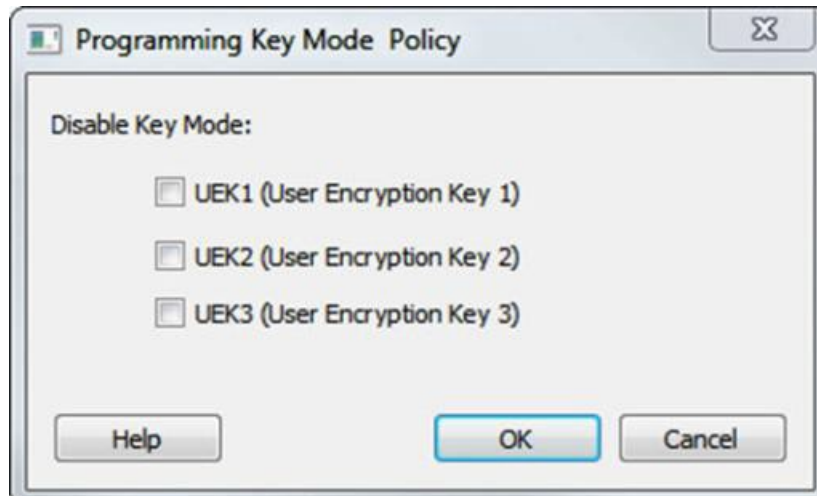 Programming Key Mode Policy
Disable Key Mode:
UEK1 (User Encryption Key 1)
UEK2 (User Encryption Key 2)
UEK3 (User Encryption Key 3)
Help OK Cancel